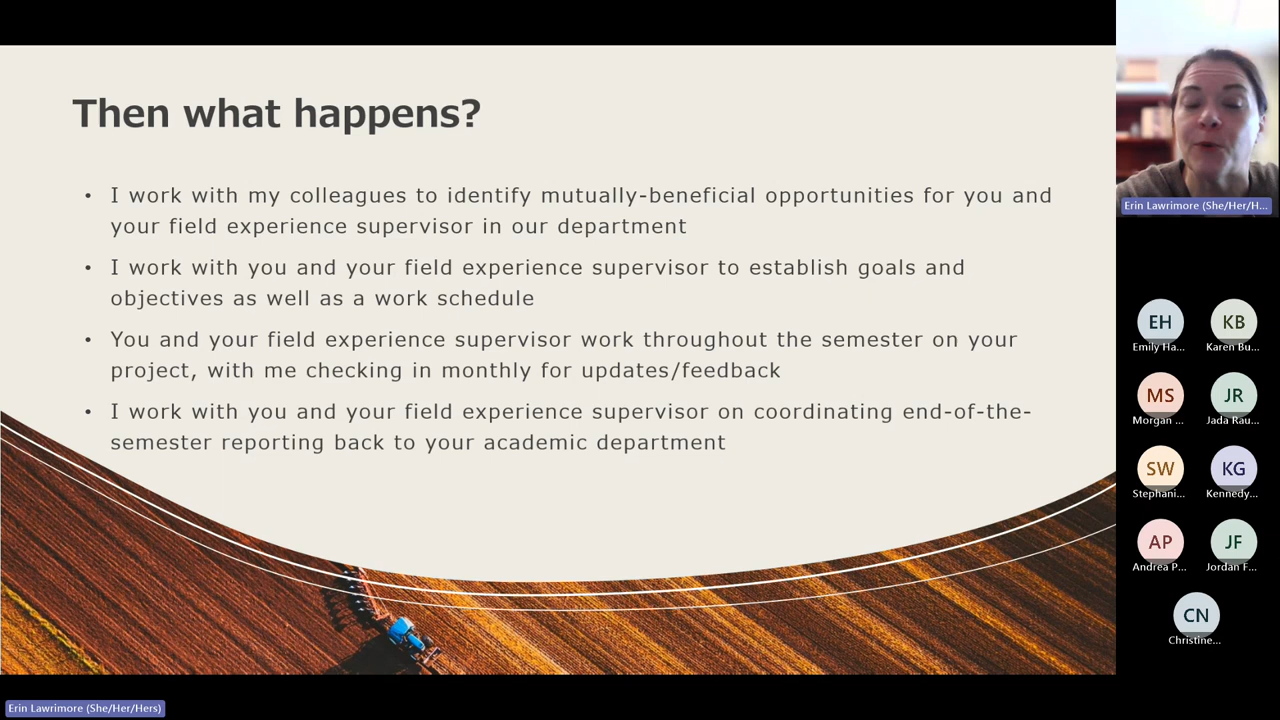 Then what happens?
• I work with my colleagues to identify mutually-beneficial opportunities for you and
your field experience supervisor in our department
• I work with you and your field experience supervisor to establish goals and
objectives as well as a work schedule
• You and your field experience supervisor work throughout the semester on your
project, with me checking in monthly for updates/feedback
• I work with you and your field experience supervisor on coordinating end-of-the-
semester reporting back to your academic department
Erin Lawrimore (She/Her/H...
EH KB
Emily Ha... Karen Bu...
MS JR
Morgan ... Jada Rau...
SW KG
Stephani... Kennedy...
AP JF
Andrea P... Jordan F...
CN
Christine...
Erin Lawrimore (She/Her/Hers)